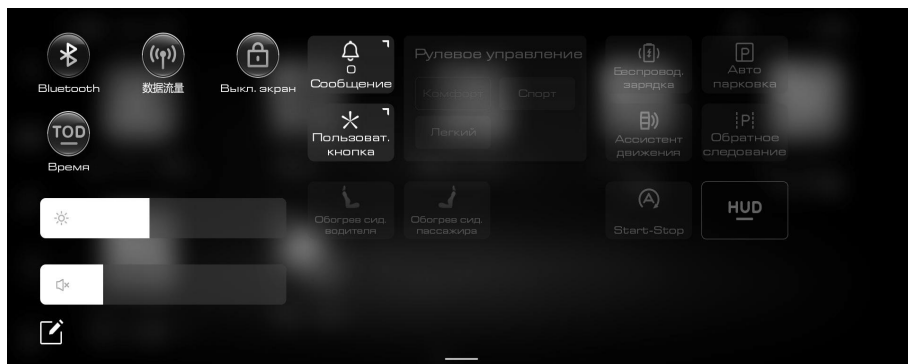 Bluetooth
数据流量
Выкл. экран
TOD
Время
0
Сообщение
Пользоват.
кнопка
Рулевое управление
Комфорт
Спорт
Легкий
Обогрев сид.
водителя
Обогрев сид.
пассажира
Беспровод.
зарядка
P
Авто
парковка
Ассистент
движения
P
Обратное
следование
A
Start-Stop
HUD